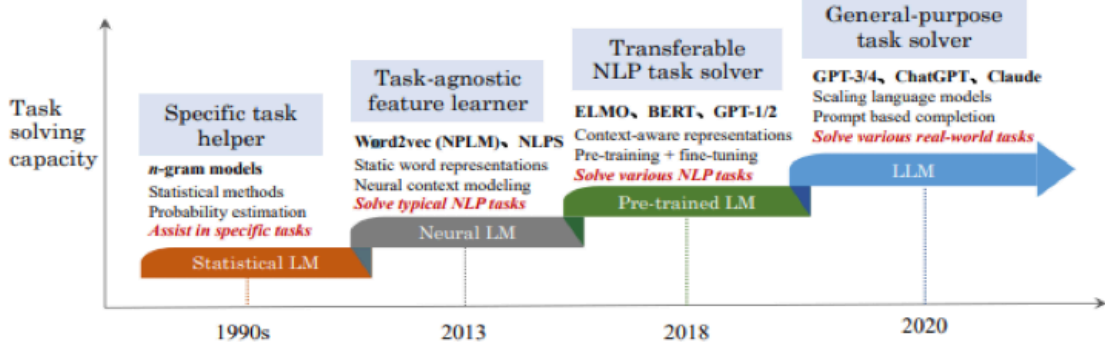 Task
solving
capacity
Specific task
helper
n-gram models
Statistical methods
Probability estimation
Assist in specific tasks
Statistical LM
1990s
Task-agnostic
feature learner
Word2vec (NPLM)、NLPS
Static word representations
Neural context modeling
Solve typical NLP tasks
Neural LM
2013
Transferable
NLP task solver
ELMO、BERT、GPT-1/2
Context-aware representations
Pre-training + fine-tuning
Solve various NLP tasks
Pre-trained LM
2018
General-purpose
task solver
GPT-3/4、ChatGPT、Claude
Scaling language models
Prompt based completion
Solve various real-world tasks
LLM
2020